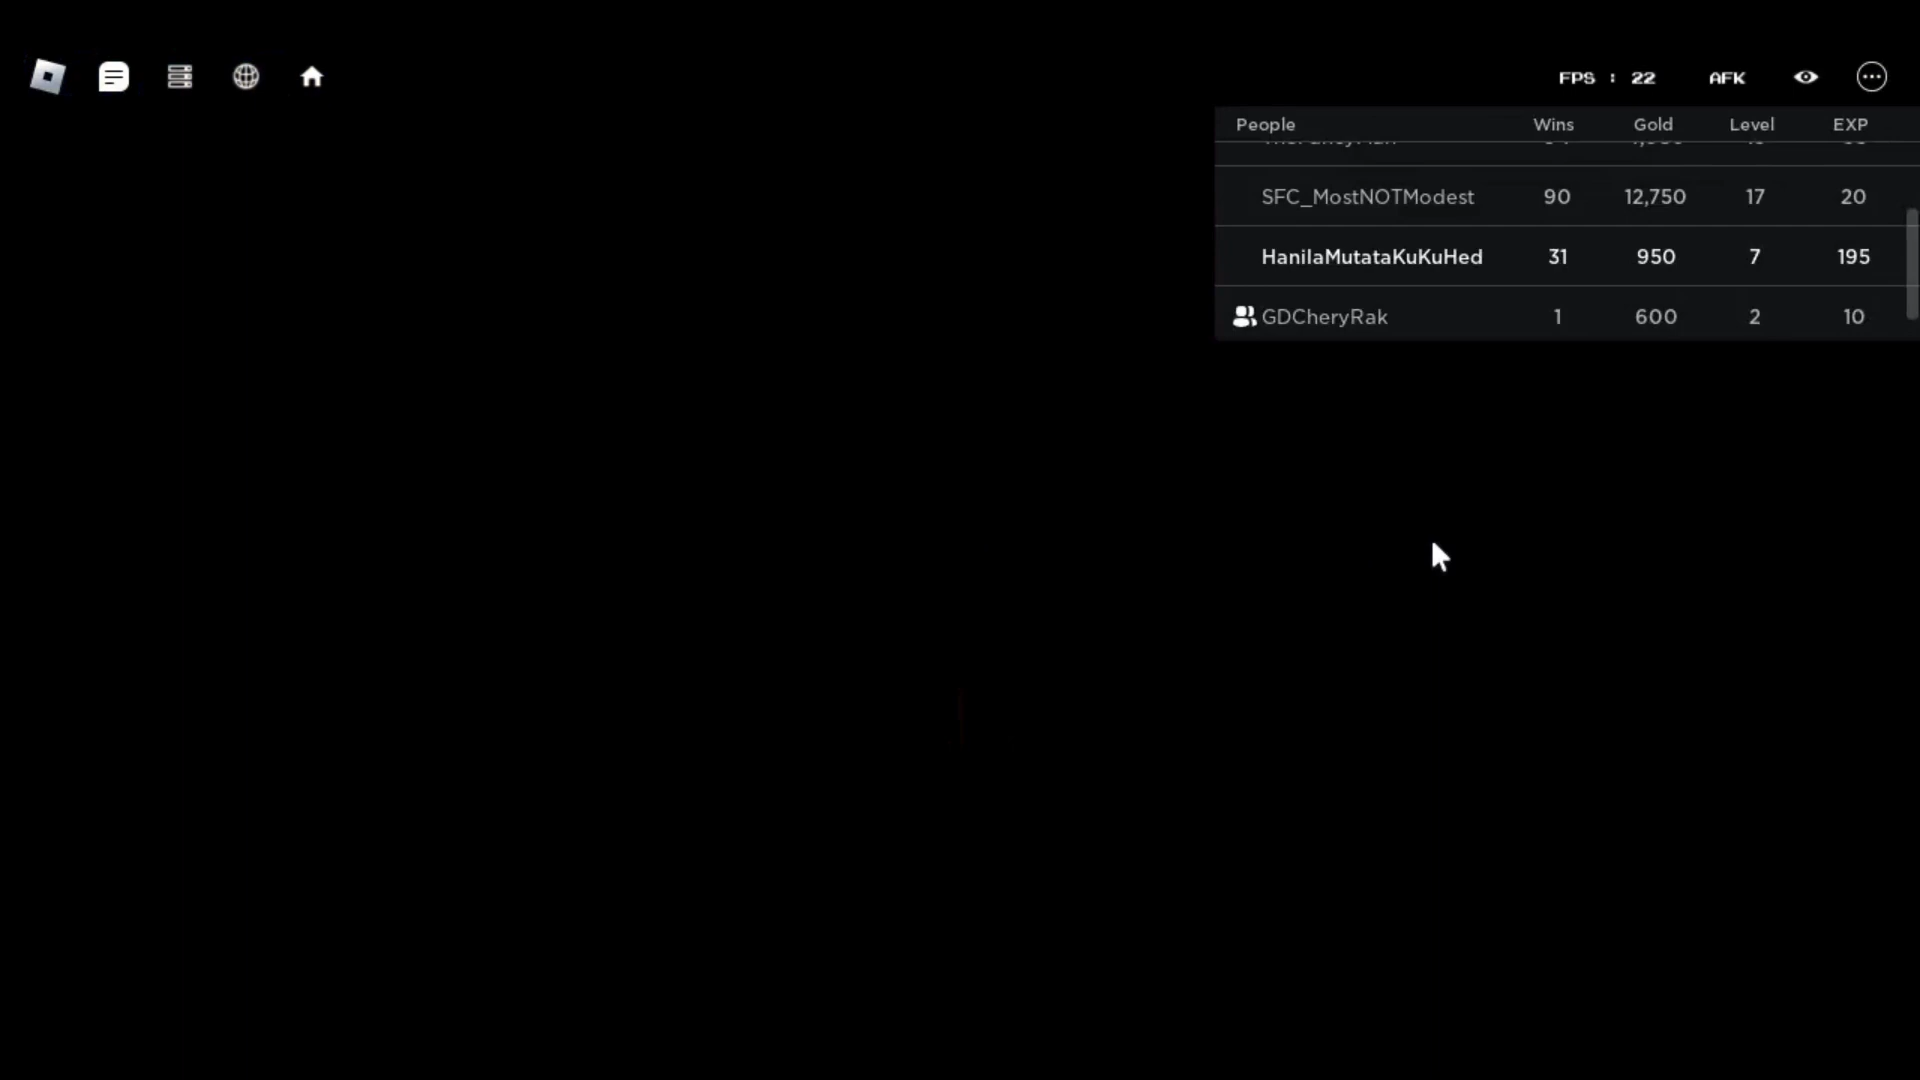 FPS : 22 AFK
People Wins Gold Level EXP
SFC_MostNOTModest 90 12,750 17 20
HanilaMutataKuKuHed 31 950 7 195
GDCheryRak 1 600 2 10